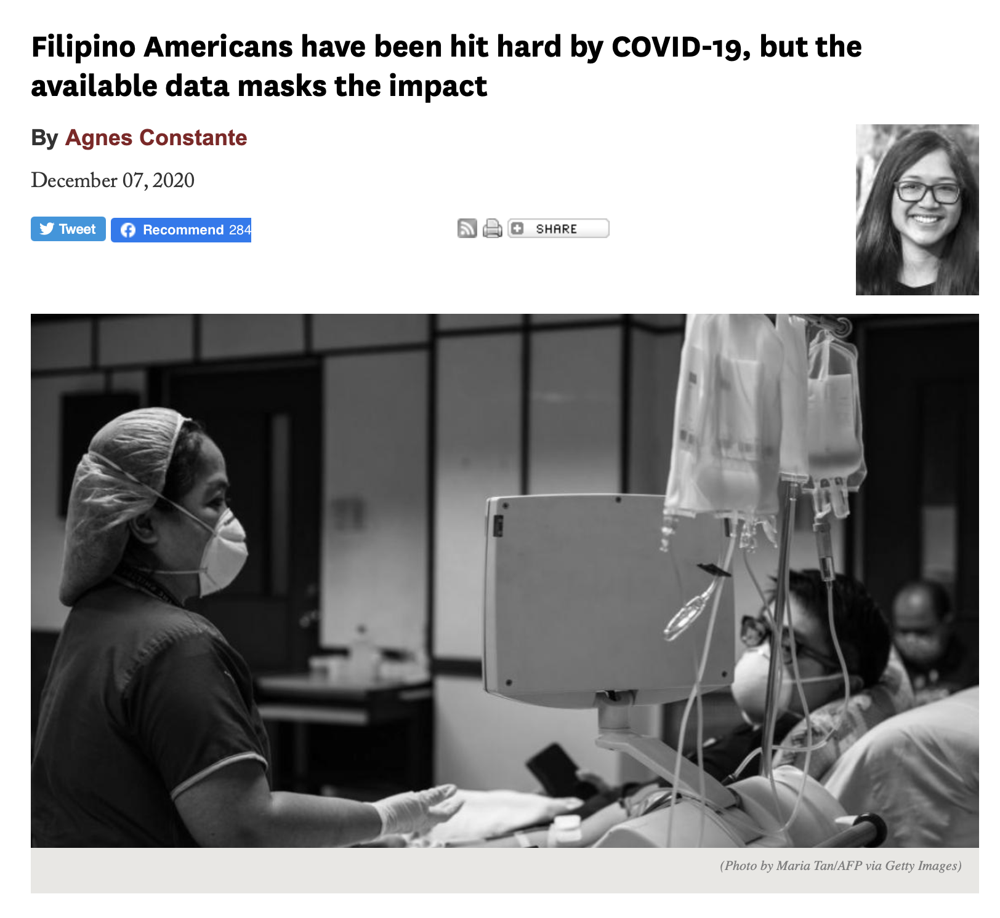 Filipino Americans have been hit hard by COVID-19, but the
available data masks the impact
By Agnes Constante
December 07, 2020
Tweet
Recommend 284
SHARE
(Photo by Maria Tan/AFP via Getty Images)